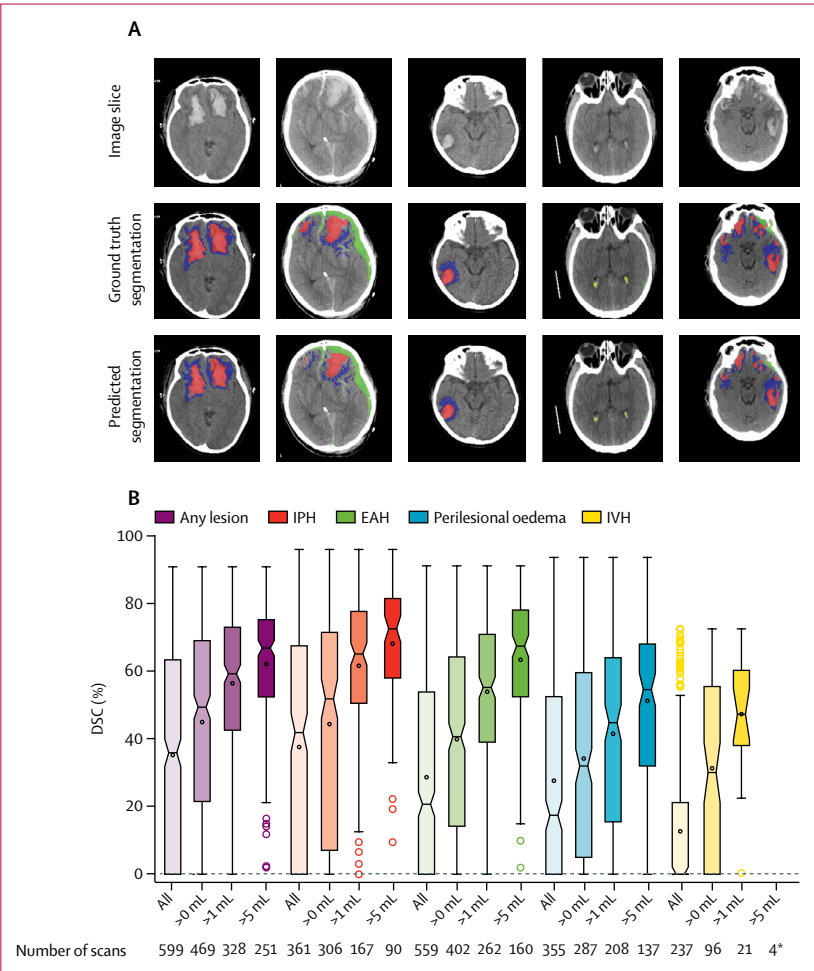 A
Image slice
Ground truth
segmentation
Predicted
segmentation
B
Any lesion IPH EAH Perilesional oedema IVH
100
80
60
40
20
0
DSC (%)
All >0 mL >1 mL >5 mL All >0 mL >1 mL >5 mL All >0 mL >1 mL >5 mL All >0 mL >1 mL >5 mL All >0 mL >1 mL >5 mL
Number of scans 599 469 328 251 361 306 167 90 559 402 262 160 355 287 208 137 237 96 21 4*